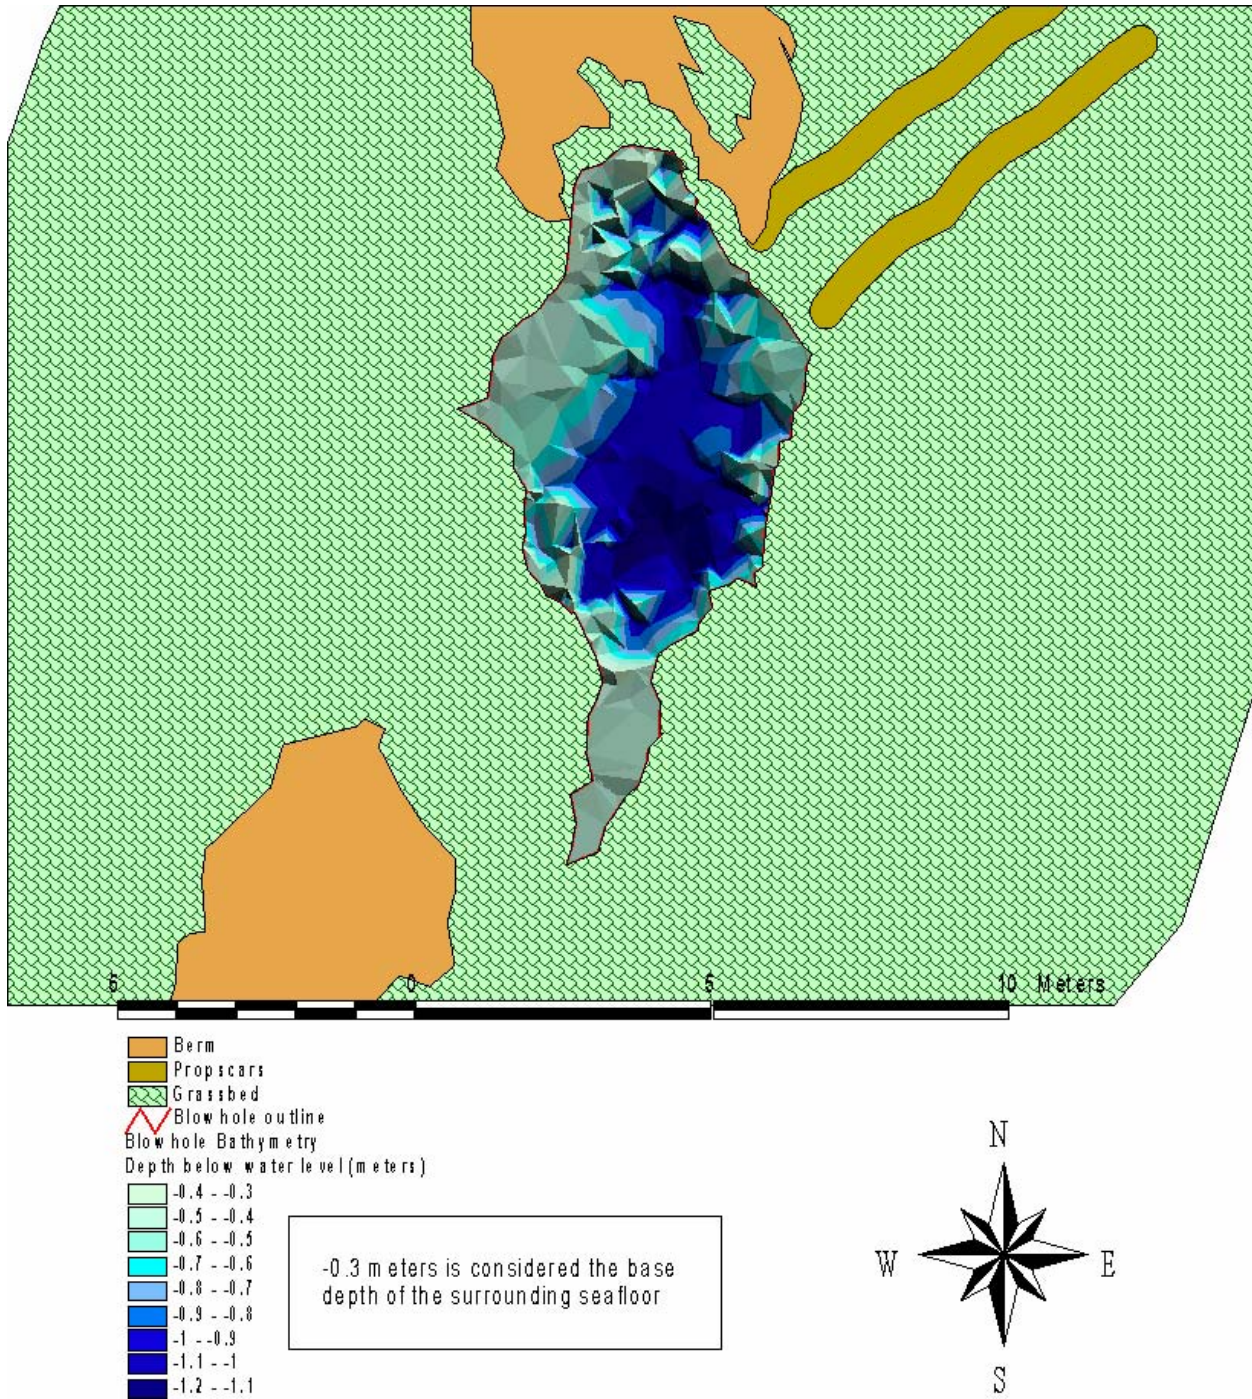 5 0 5 10 Meters
Berm
Propscars
Grassbed
Blow hole outline
Blow hole Bathymetry
Depth below water level (meters)
-0.4 - -0.3
-0.5 - -0.4
-0.6 - -0.5
-0.7 - -0.6
-0.8 - -0.7
-0.9 - -0.8
-1 - -0.9
-1.1 - -1
-1.2 - -1.1
-0.3 meters is considered the base
depth of the surrounding seafloor
N
W E
S